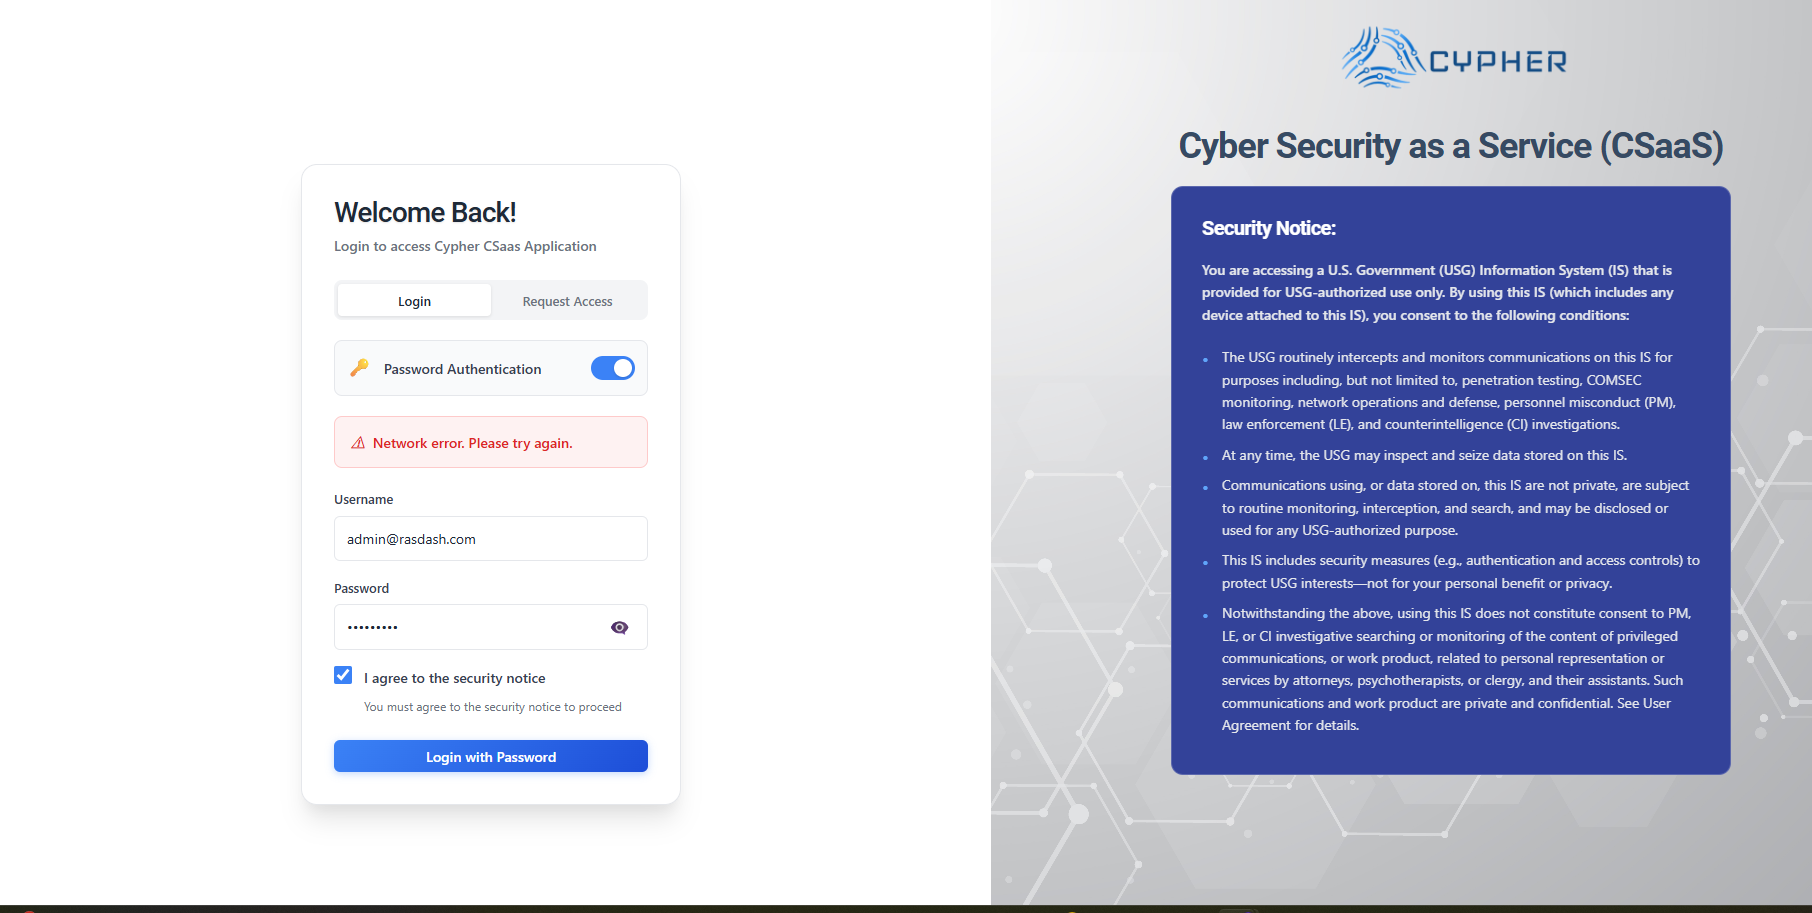 Welcome Back!
Login to access Cypher CSaas Application
Login
Request Access
Password Authentication
Network error. Please try again.
Username
admin@rasdash.com
Password
•••••••••
I agree to the security notice
You must agree to the security notice to proceed
Login with Password
CYPHER
Cyber Security as a Service (CSaaS)
Security Notice:
You are accessing a U.S. Government (USG) Information System (IS) that is
provided for USG-authorized use only. By using this IS (which includes any
device attached to this IS), you consent to the following conditions:
• The USG routinely intercepts and monitors communications on this IS for
purposes including, but not limited to, penetration testing, COMSEC
monitoring, network operations and defense, personnel misconduct (PM),
law enforcement (LE), and counterintelligence (CI) investigations.
• At any time, the USG may inspect and seize data stored on this IS.
• Communications using, or data stored on, this IS are not private, are subject
to routine monitoring, interception, and search, and may be disclosed or
used for any USG-authorized purpose.
• This IS includes security measures (e.g., authentication and access controls) to
protect USG interests—not for your personal benefit or privacy.
• Notwithstanding the above, using this IS does not constitute consent to PM,
LE, or CI investigative searching or monitoring of the content of privileged
communications, or work product, related to personal representation or
services by attorneys, psychotherapists, or clergy, and their assistants. Such
communications and work product are private and confidential. See User
Agreement for details.